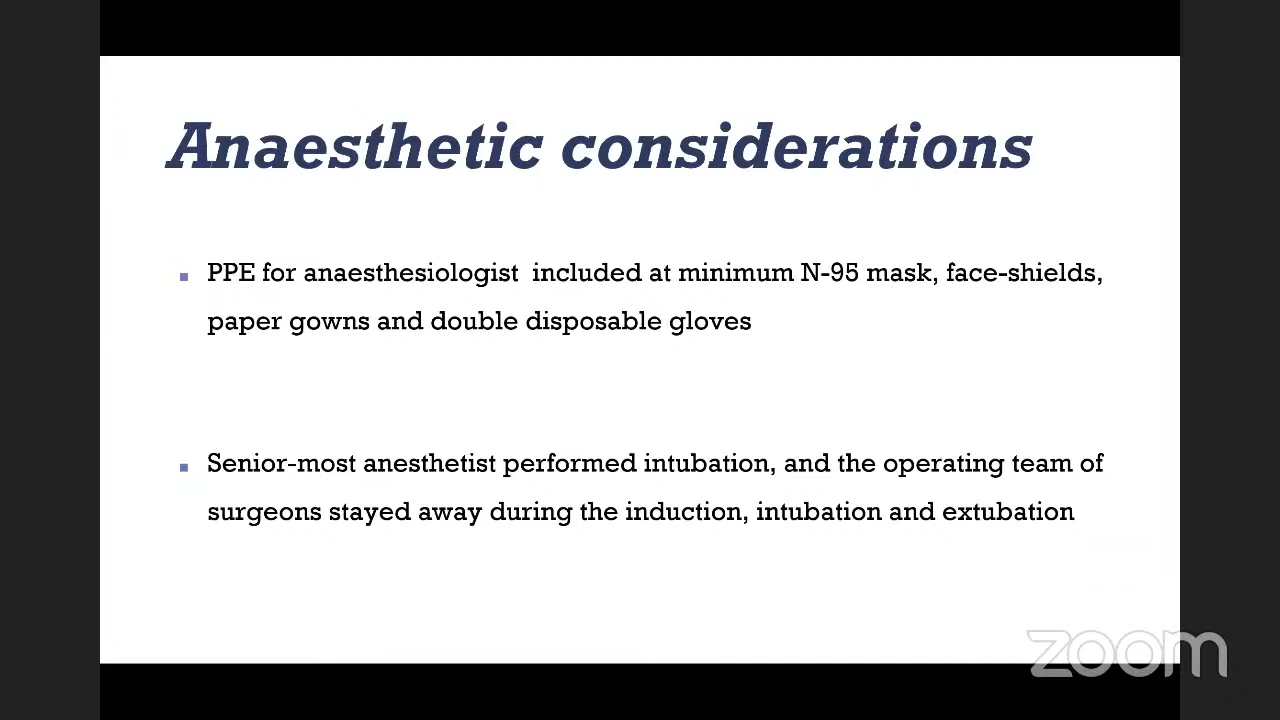 Anaesthetic considerations
PPE for anaesthesiologist included at minimum N-95 mask, face-shields,
paper gowns and double disposable gloves
Senior-most anesthetist performed intubation, and the operating team of
surgeons stayed away during the induction, intubation and extubation
zoom